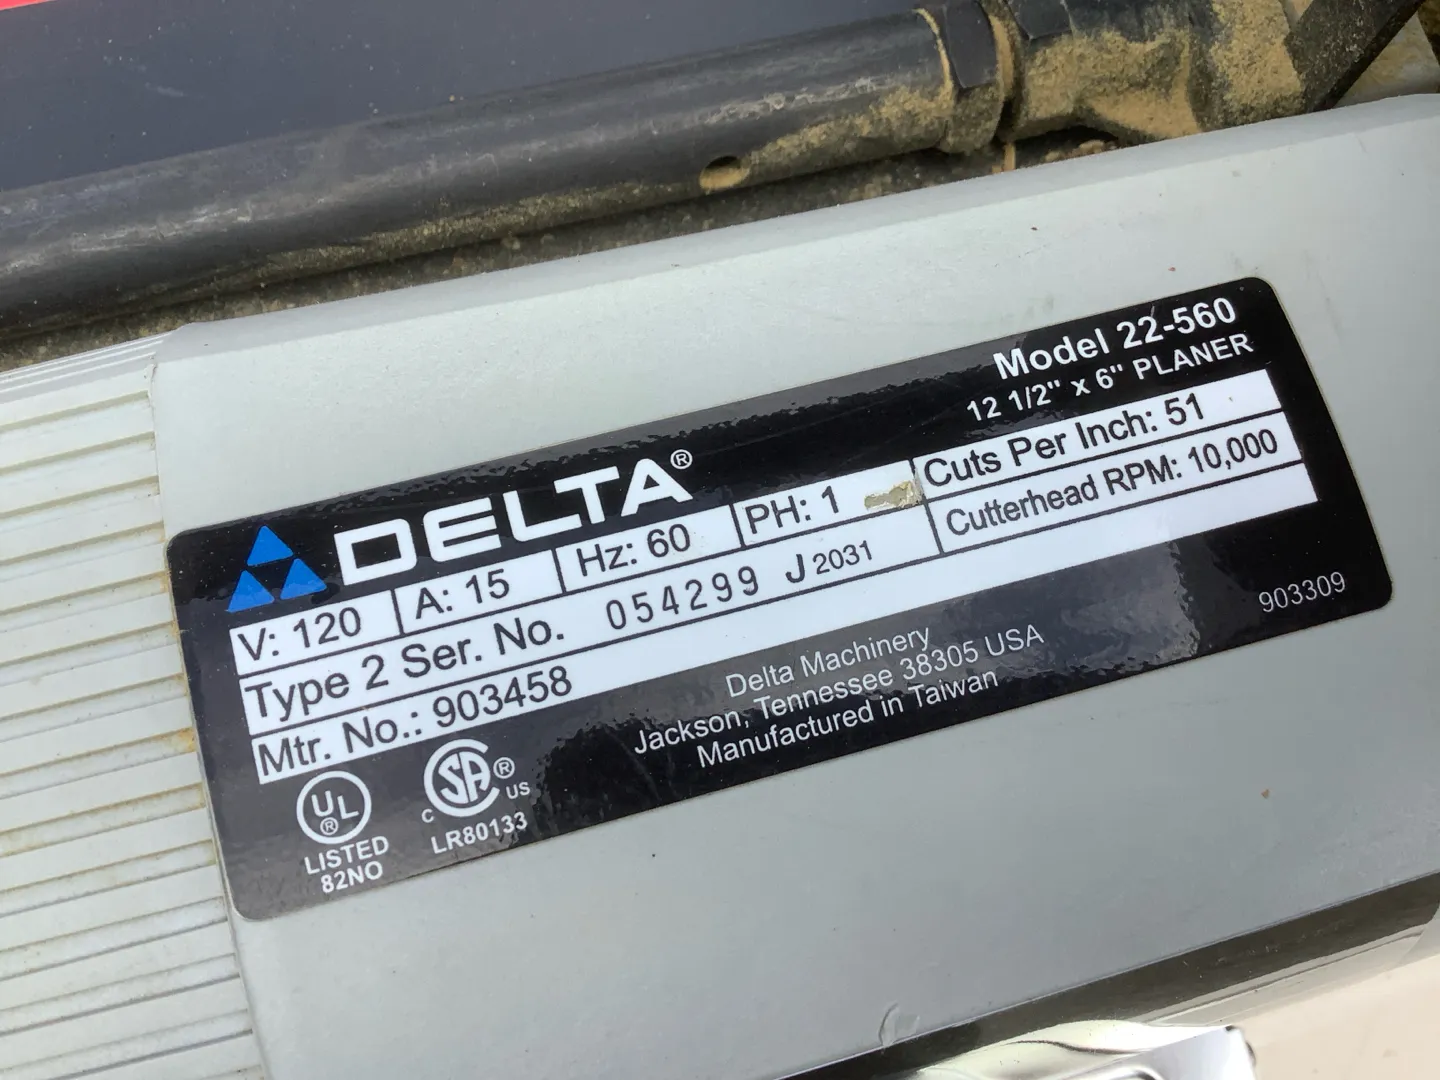 Model 22-560
12 1/2" x 6" PLANER
DELTA®
V: 120 A: 15 Hz: 60 PH: 1 Cuts Per Inch: 51
Type 2 Ser. No. 054299 J2031 Cutterhead RPM: 10,000
Mtr. No.: 903458
903309
Delta Machinery
Jackson, Tennessee 38305 USA
Manufactured in Taiwan
UL®
LISTED
82NO
C SA® US
LR80133